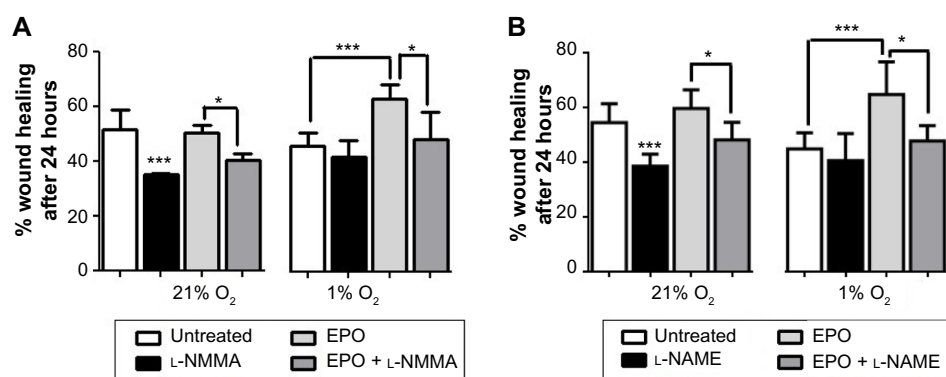 A
% wound healing
after 24 hours
80
60
40
20
0
***
*
***
*
21% O₂
1% O₂
Untreated
L-NMMA
EPO
EPO + L-NMMA
B
% wound healing
after 24 hours
80
60
40
20
0
***
*
***
*
21% O₂
1% O₂
Untreated
L-NAME
EPO
EPO + L-NAME